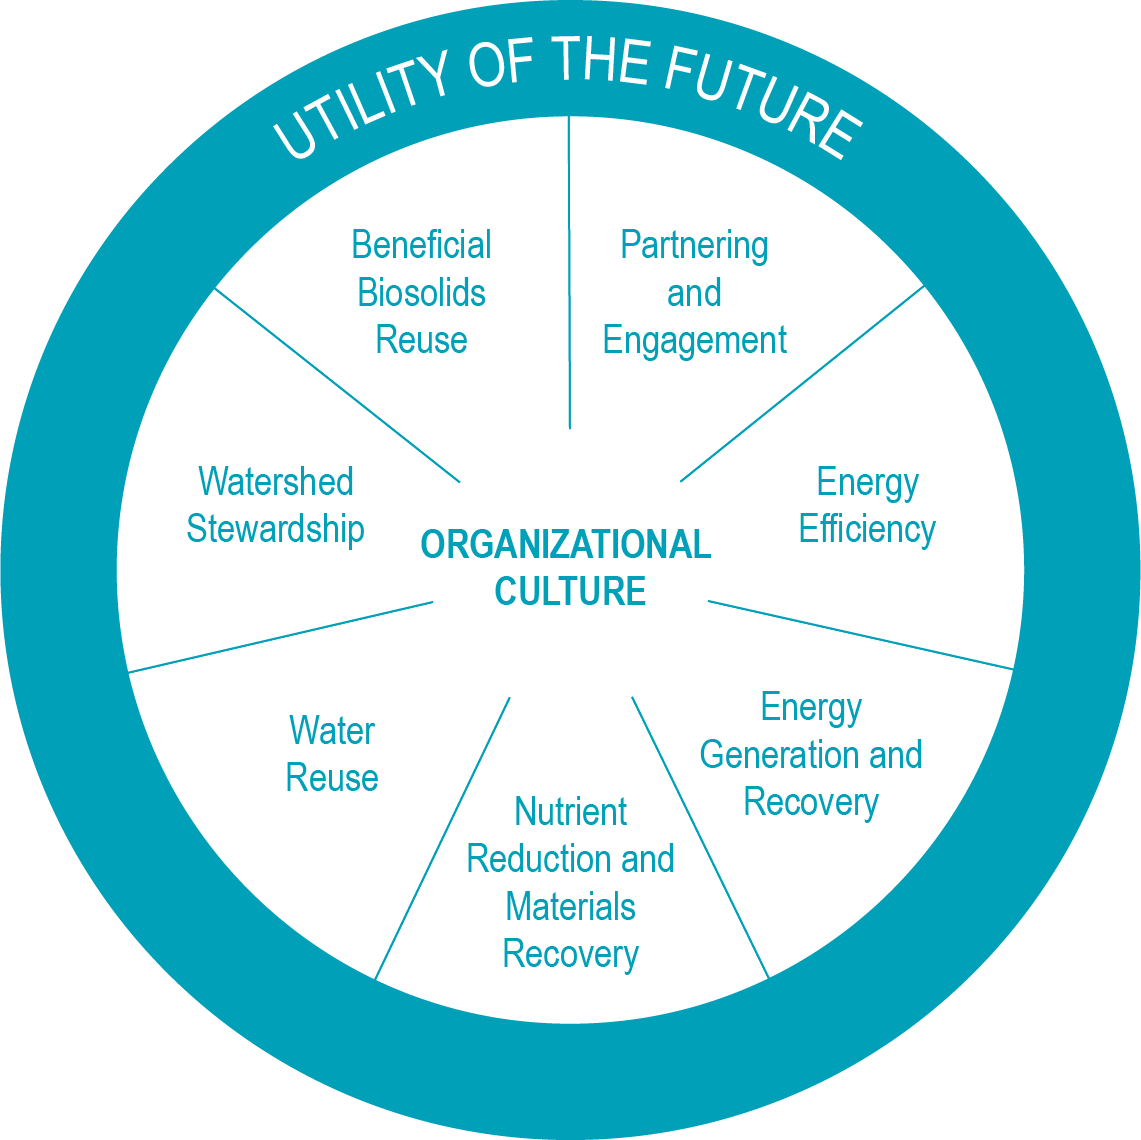 UTILITY OF THE FUTURE
Beneficial
Biosolids
Reuse
Partnering
and
Engagement
Watershed
Stewardship
Energy
Efficiency
ORGANIZATIONAL
CULTURE
Water
Reuse
Energy
Generation and
Recovery
Nutrient
Reduction and
Materials
Recovery